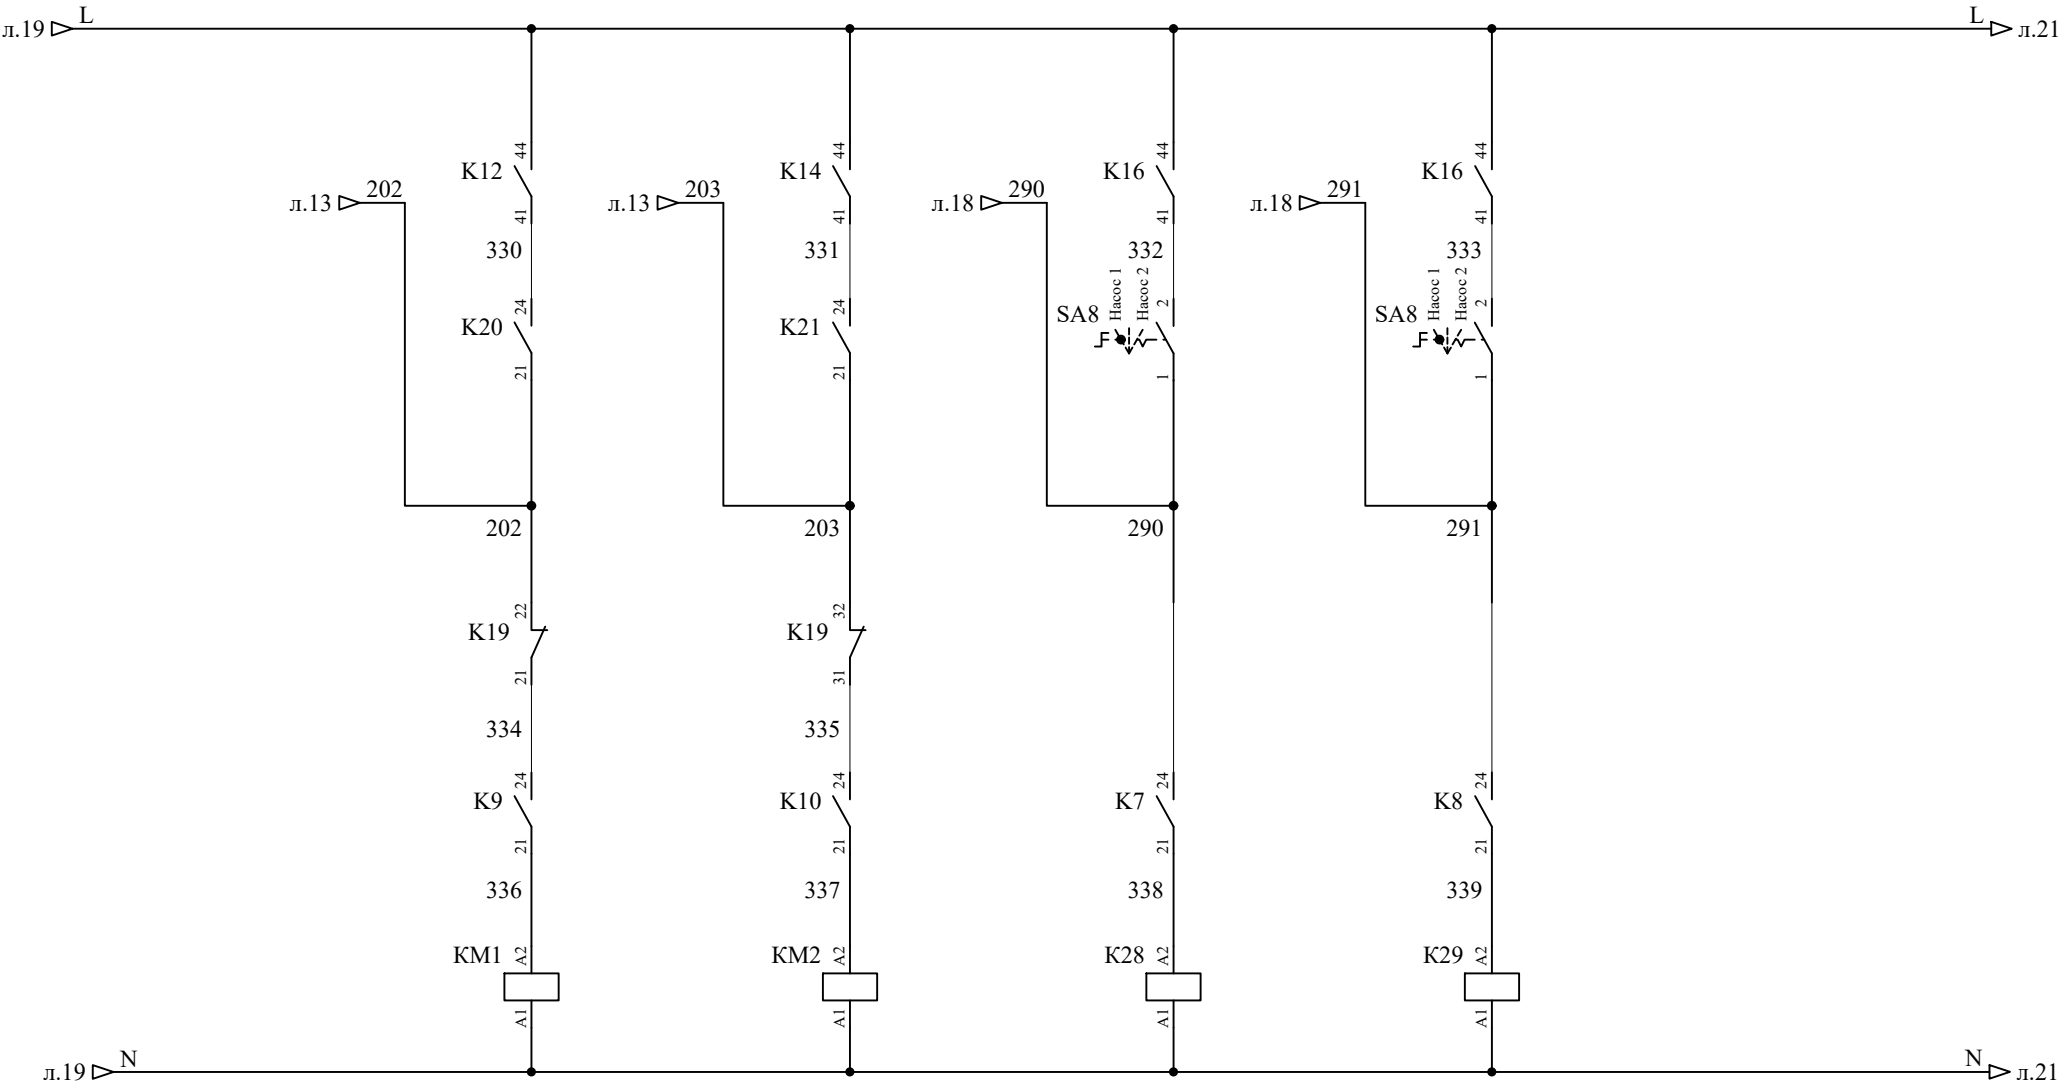 л.19 L L л.21
44 44 44 44
K12 K14 K16 K16
л.13 202 л.13 203 л.18 290 л.18 291
41 41 41 41
330 331 332 333
Насос 1 Насос 2 Насос 1 Насос 2
24 24 2 2
SA8 SA8
K20 K21
21 21 1 1
202 203 290 291
22 32
K19 K19
21 31
334 335
24 24 24 24
K9 K10 K7 K8
21 21 21 21
336 337 338 339
KM1 A2 KM2 A2 K28 A2 K29 A2
A1 A1 A1 A1
л.19 N N л.21